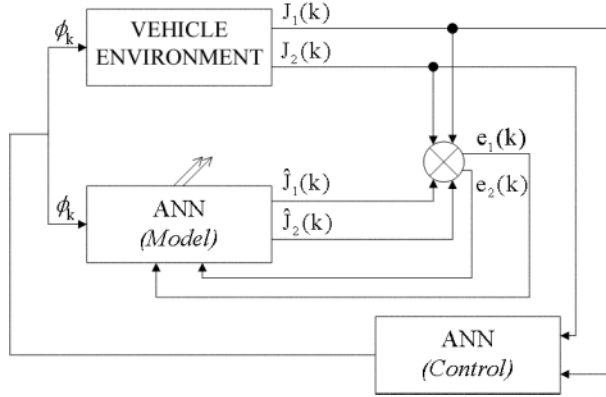 J₁(k)
ϕₖ
VEHICLE
ENVIRONMENT
J₂(k)
e₁(k)
e₂(k)
Ĵ₁(k)
ϕₖ
ANN
(Model)
Ĵ₂(k)
ANN
(Control)